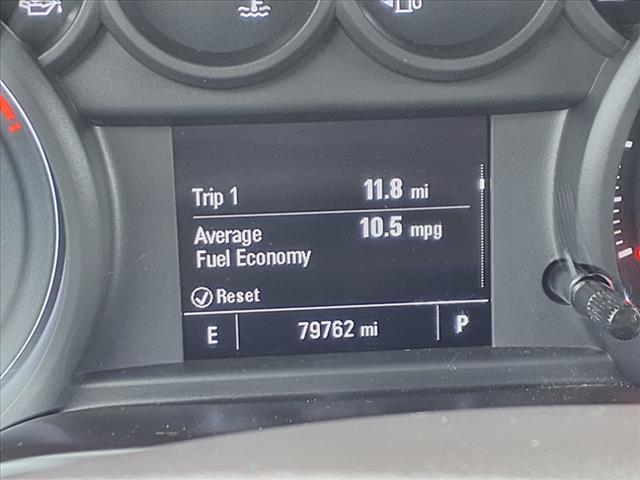 Trip 1 11.8 mi
Average 10.5 mpg
Fuel Economy
Reset
E 79762 mi P